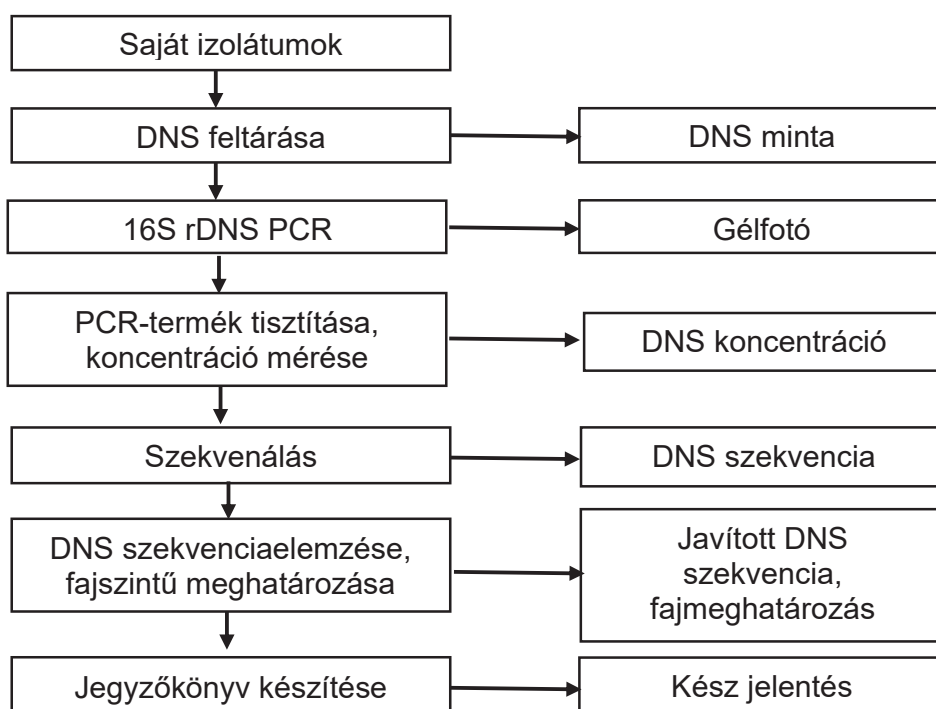 Saját izolátumok
DNS feltárása
DNS minta
16S rDNS PCR
Gélfotó
PCR-termék tisztítása,
koncentráció mérése
DNS koncentráció
Szekvenálás
DNS szekvencia
DNS szekvenciaelemzése,
fajszintű meghatározása
Javított DNS
szekvencia,
fajmeghatározás
Jegyzőkönyv készítése
Kész jelentés